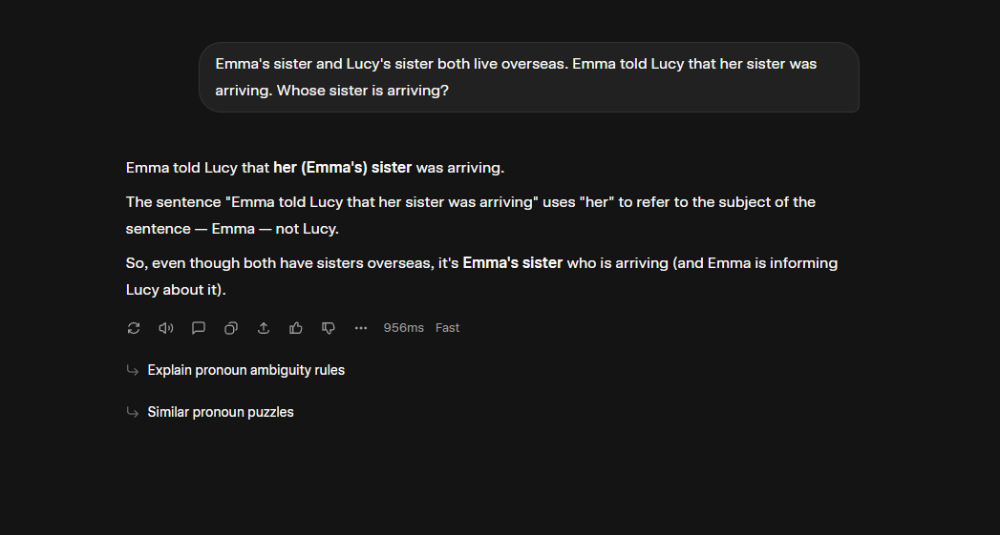 Emma's sister and Lucy's sister both live overseas. Emma told Lucy that her sister was
arriving. Whose sister is arriving?
Emma told Lucy that her (Emma's) sister was arriving.
The sentence "Emma told Lucy that her sister was arriving" uses "her" to refer to the subject of the
sentence — Emma — not Lucy.
So, even though both have sisters overseas, it's Emma's sister who is arriving (and Emma is informing
Lucy about it).
956ms Fast
Explain pronoun ambiguity rules
Similar pronoun puzzles